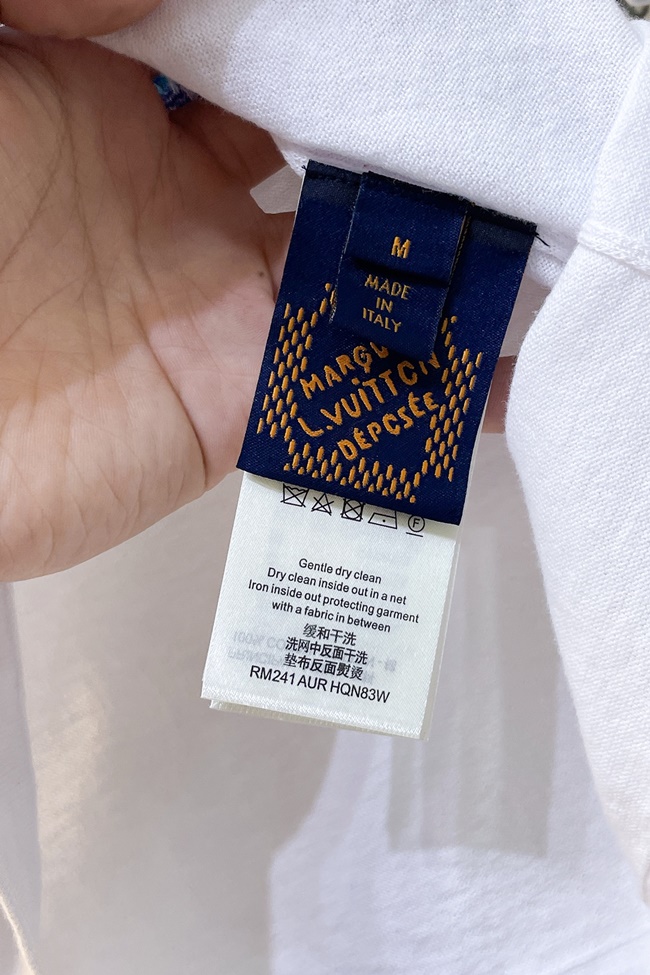 M
MADE
IN
ITALY
L.VUITTON
DÉPOSÉE
F
Gentle dry clean
Dry clean inside out in a net
Iron inside out protecting garment
with a fabric in between
缓和干洗
洗网中反面干洗
垫布反面熨烫
RM241 AUR HQN83W